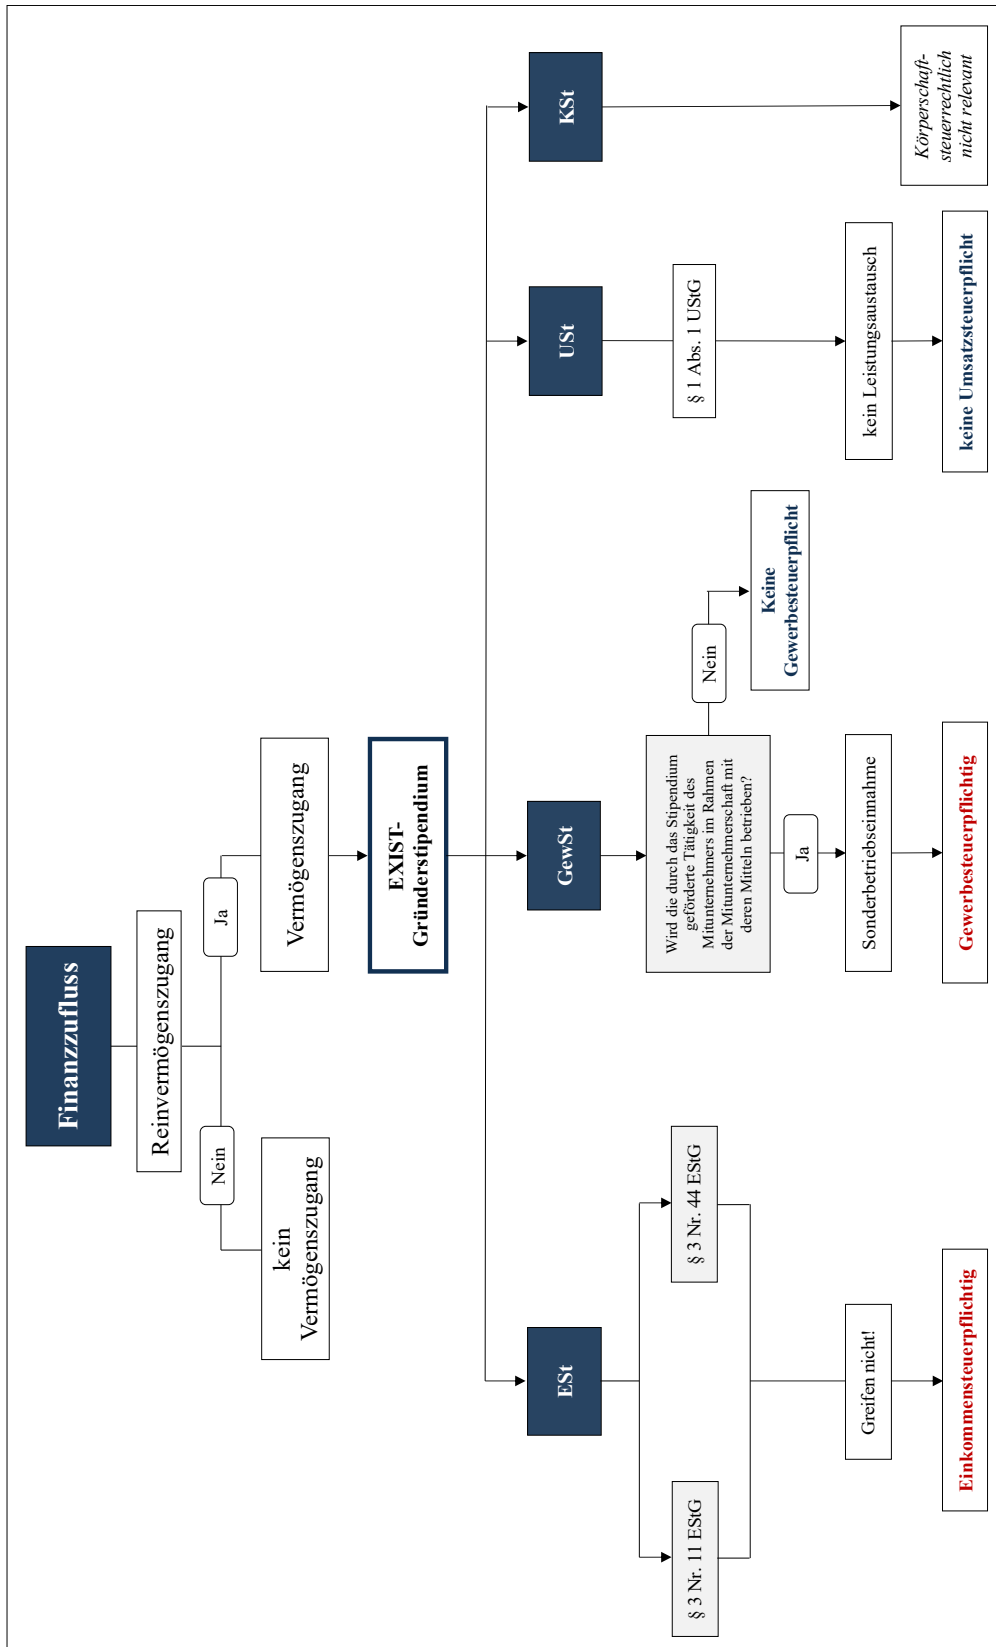 Finanzzufluss
Reinvermögenszugang
Nein
Ja
kein
Vermögenszugang
Vermögenszugang
EXIST-
Gründerstipendium
ESt
GewSt
USt
KSt
§ 3 Nr. 11 EStG
§ 3 Nr. 44 EStG
Wird die durch das Stipendium
geförderte Tätigkeit des
Mitunternehmers im Rahmen
der Mitunternehmerschaft mit
deren Mitteln betrieben?
Nein
§ 1 Abs. 1 UStG
Keine
Gewerbesteuerpflicht
Ja
Greifen nicht!
Sonderbetriebseinnahme
kein Leistungsaustausch
Körperschaft-
steuerrechtlich
nicht relevant
Einkommensteuerpflichtig
Gewerbesteuerpflichtig
keine Umsatzsteuerpflicht